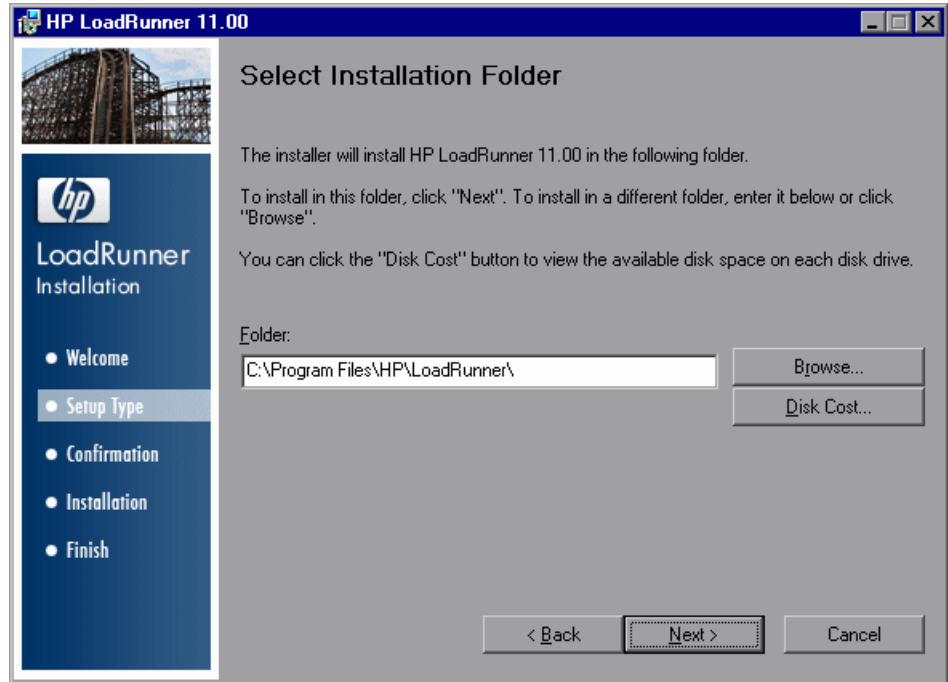 HP LoadRunner 11.00
Select Installation Folder
The installer will install HP LoadRunner 11.00 in the following folder.
To install in this folder, click "Next". To install in a different folder, enter it below or click
"Browse".
You can click the "Disk Cost" button to view the available disk space on each disk drive.
hp
LoadRunner
Installation
Welcome
Setup Type
Confirmation
Installation
Finish
Folder:
C:\Program Files\HP\LoadRunner\
Browse...
Disk Cost...
< Back
Next >
Cancel